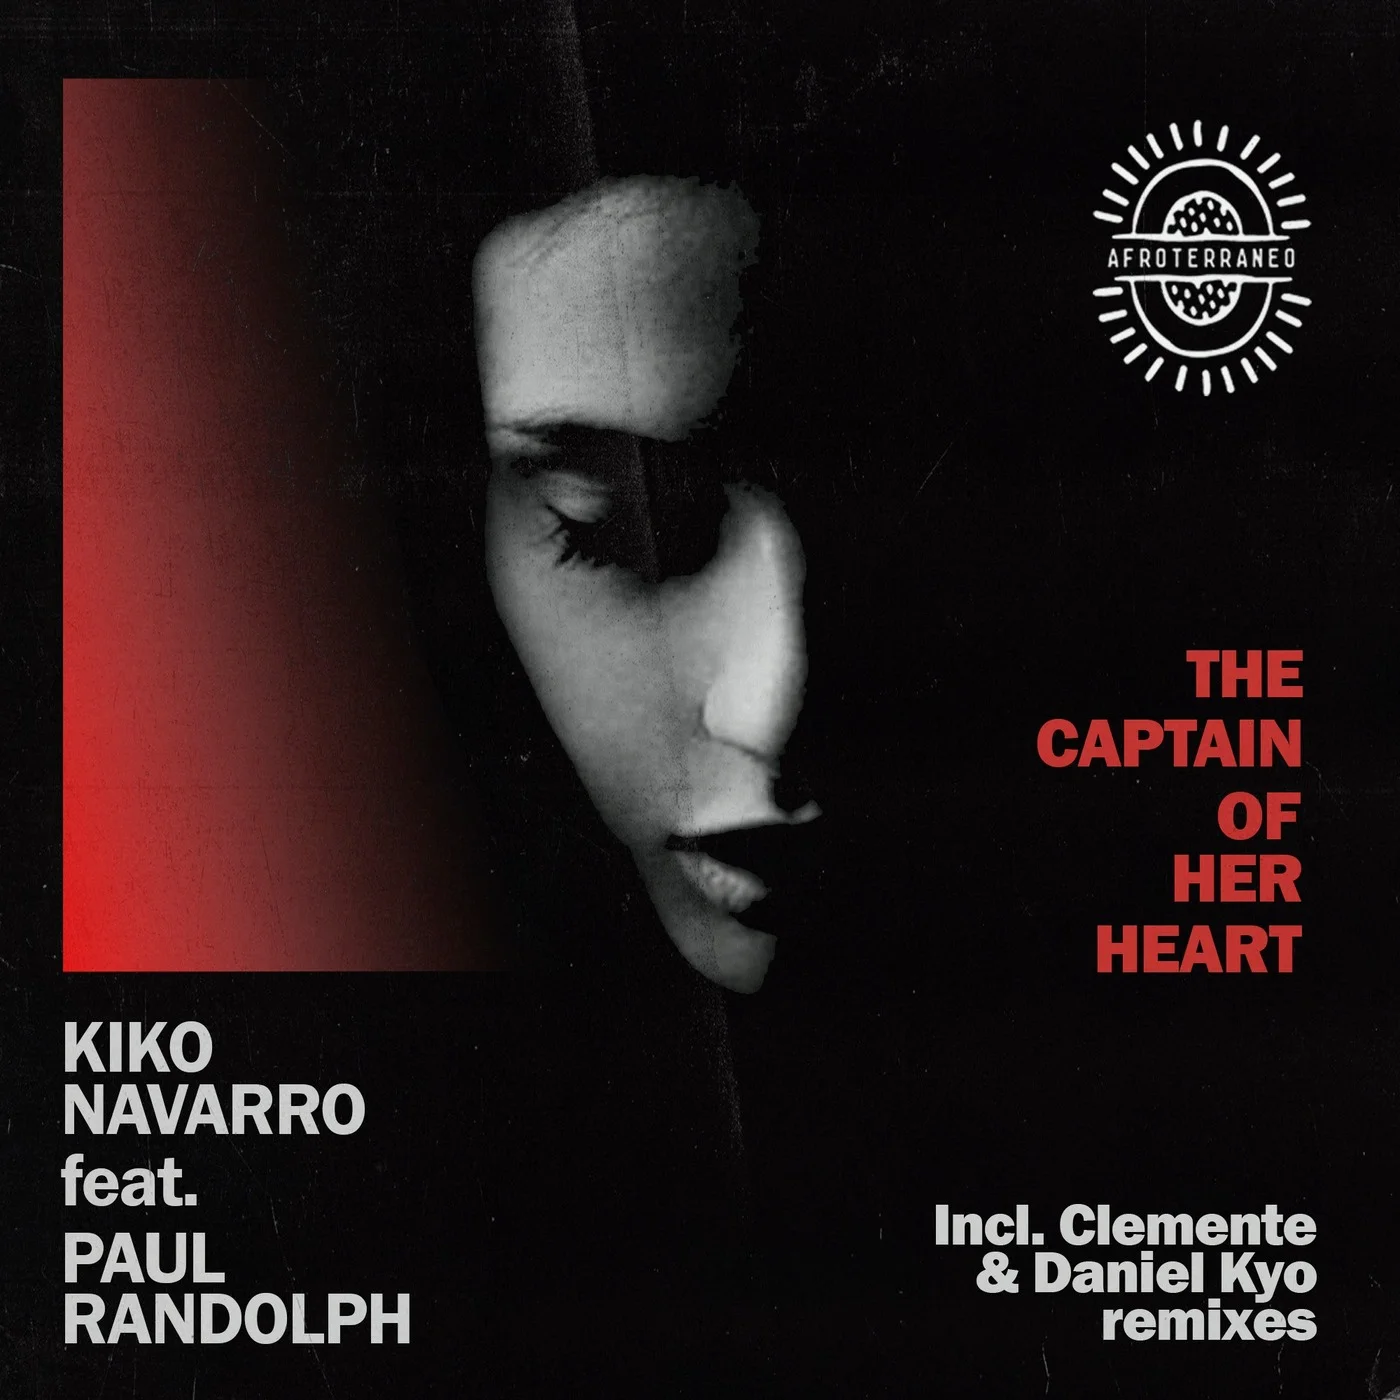 AFROTERRANEO
THE
CAPTAIN
OF
HER
HEART
KIKO
NAVARRO
feat.
PAUL
RANDOLPH
Incl. Clemente
& Daniel Kyo
remixes